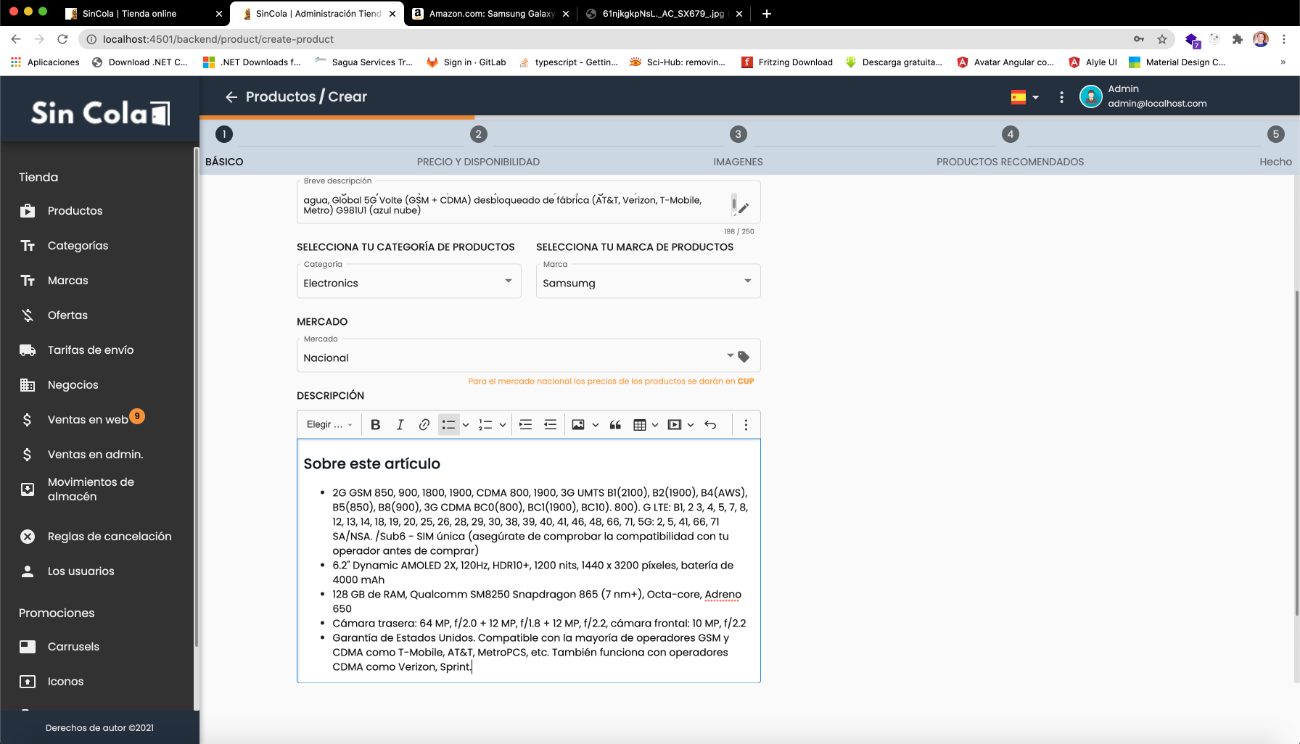 SinCola | Tienda online
SinCola | Administración Tiend
Amazon.com: Samsung Galaxy
61njkgkpNsL._AC_SX679_.jpg
localhost:4501/backend/product/create-product
7
Aplicaciones
Download .NET C...
.NET Downloads f...
Sagua Services Tr...
Sign in · GitLab
typescript - Gettin...
Sci-Hub: removin...
Fritzing Download
Descarga gratuita...
Avatar Angular co...
Alyle UI
Material Design C...
»
Sin Cola
Productos / Crear
Admin
admin@localhost.com
1
2
3
4
5
BÁSICO
PRECIO Y DISPONIBILIDAD
IMAGENES
PRODUCTOS RECOMENDADOS
Hecho
Tienda
Productos
Categorías
Marcas
Ofertas
Tarifas de envío
Negocios
Ventas en web
9
Ventas en admin.
Movimientos de
almacén
Reglas de cancelación
Los usuarios
Promociones
Carrusels
Iconos
Derechos de autor ©2021
Breve descripción
agua, Global 5G Volte (GSM + CDMA) desbloqueado de fábrica (AT&T, Verizon, T-Mobile,
Metro) G981U1 (azul nube)
198 / 250
SELECCIONA TU CATEGORÍA DE PRODUCTOS
SELECCIONA TU MARCA DE PRODUCTOS
Categoría
Electronics
Marca
Samsumg
MERCADO
Mercado
Nacional
Para el mercado nacional los precios de los productos se darán en CUP
DESCRIPCIÓN
Elegir ...
Sobre este artículo
• 2G GSM 850, 900, 1800, 1900, CDMA 800, 1900, 3G UMTS B1(2100), B2(1900), B4(AWS),
B5(850), B8(900), 3G CDMA BC0(800), BC1(1900), BC10). 800). G LTE: B1, 2 3, 4, 5, 7, 8,
12, 13, 14, 18, 19, 20, 25, 26, 28, 29, 30, 38, 39, 40, 41, 46, 48, 66, 71, 5G: 2, 5, 41, 66, 71
SA/NSA. /Sub6 - SIM única (asegúrate de comprobar la compatibilidad con tu
operador antes de comprar)
• 6.2" Dynamic AMOLED 2X, 120Hz, HDR10+, 1200 nits, 1440 x 3200 píxeles, batería de
4000 mAh
• 128 GB de RAM, Qualcomm SM8250 Snapdragon 865 (7 nm+), Octa-core, Adreno
650
• Cámara trasera: 64 MP, f/2.0 + 12 MP, f/1.8 + 12 MP, f/2.2, cámara frontal: 10 MP, f/2.2
• Garantía de Estados Unidos. Compatible con la mayoría de operadores GSM y
CDMA como T-Mobile, AT&T, MetroPCS, etc. También funciona con operadores
CDMA como Verizon, Sprint.